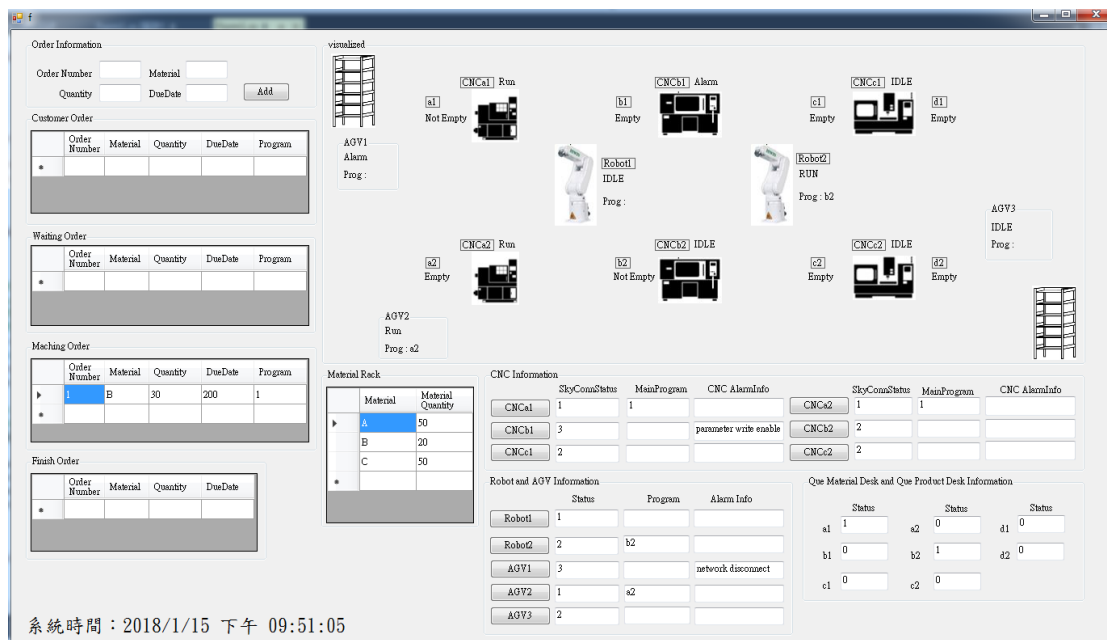 f
Order Information
Order Number
Material
Quantity
DueDate
Add
Customer Order
Order Number Material Quantity DueDate Program
*
Waiting Order
Order Number Material Quantity DueDate Program
*
Maching Order
Order Number Material Quantity DueDate Program
1 B 30 200 1
*
Finish Order
Order Number Material Quantity DueDate
*
系統時間：2018/1/15 下午 09:51:05
visualized
CNCa1 Run
a1
Not Empty
CNCb1 Alarm
b1
Empty
CNCc1 IDLE
c1
Empty
d1
Empty
AGV1
Alarm
Prog :
Robot1
IDLE
Prog :
Robot2
RUN
Prog : b2
AGV3
IDLE
Prog :
CNCa2 Run
a2
Empty
CNCb2 IDLE
b2
Not Empty
CNCc2 IDLE
c2
Empty
d2
Empty
AGV2
Run
Prog : a2
Material Rack
Material Material Quantity
A 50
B 20
C 50
*
CNC Information
SkyConnStatus MainProgram CNC AlarmInfo
CNCa1 1 1
CNCb1 3 parameter write enable
CNCc1 2
SkyConnStatus MainProgram CNC AlarmInfo
CNCa2 1 1
CNCb2 2
CNCc2 2
Robot and AGV Information
Status Program Alarm Info
Robot1 1
Robot2 2 b2
AGV1 3 network disconnect
AGV2 1 a2
AGV3 2
Que Material Desk and Que Product Desk Information
Status Status Status
a1 1 a2 0 d1 0
b1 0 b2 1 d2 0
c1 0 c2 0